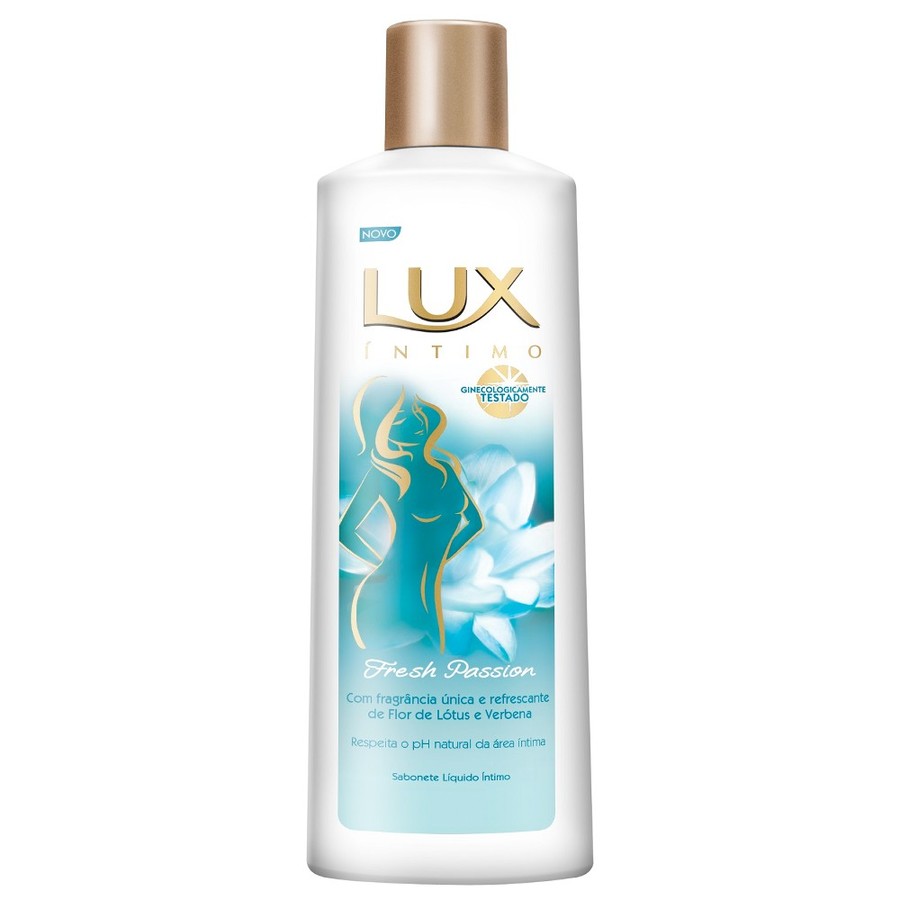 NOVO
LUX
ÍNTIMO
GINECOLOGICAMENTE
TESTADO
Fresh Passion
Com fragrância única e refrescante
de Flor de Lótus e Verbena
Respeita o pH natural da área íntima
Sabonete Líquido Íntimo